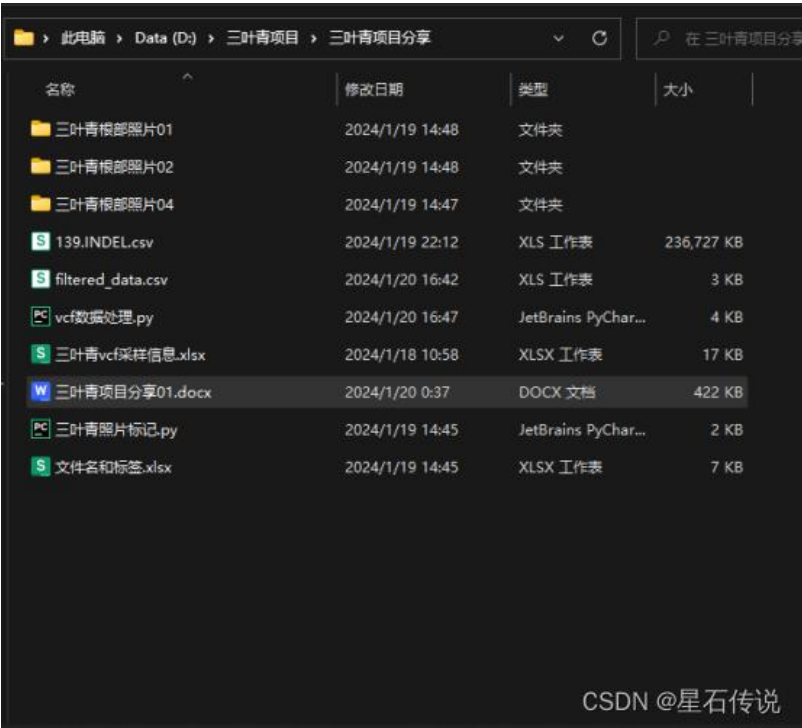 此电脑 › Data (D:) › 三叶青项目 › 三叶青项目分享 在 三叶青项目分享
名称 修改日期 类型 大小
三叶青根部照片01 2024/1/19 14:48 文件夹
三叶青根部照片02 2024/1/19 14:48 文件夹
三叶青根部照片04 2024/1/19 14:47 文件夹
139.INDEL.csv 2024/1/19 22:12 XLS 工作表 236,727 KB
filtered_data.csv 2024/1/20 16:42 XLS 工作表 3 KB
vcf数据处理.py 2024/1/20 16:47 JetBrains PyChar... 4 KB
三叶青vcf采样信息.xlsx 2024/1/18 10:58 XLSX 工作表 17 KB
三叶青项目分享01.docx 2024/1/20 0:37 DOCX 文档 422 KB
三叶青照片标记.py 2024/1/19 14:45 JetBrains PyChar... 2 KB
文件名和标签.xlsx 2024/1/19 14:45 XLSX 工作表 7 KB
CSDN @星石传说